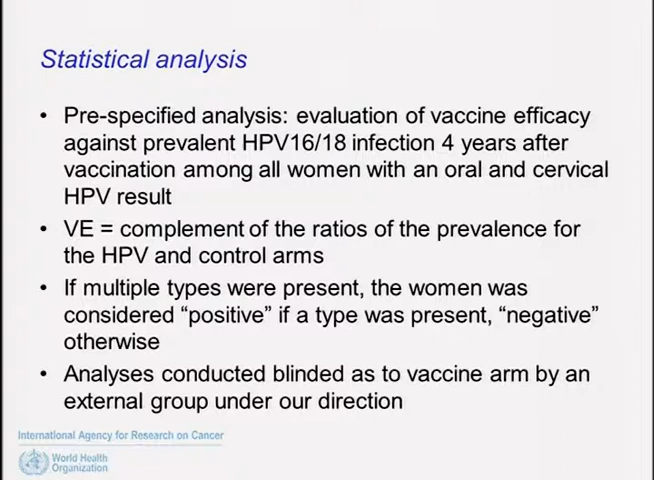 Statistical analysis
• Pre-specified analysis: evaluation of vaccine efficacy
against prevalent HPV16/18 infection 4 years after
vaccination among all women with an oral and cervical
HPV result
• VE = complement of the ratios of the prevalence for
the HPV and control arms
• If multiple types were present, the women was
considered “positive” if a type was present, “negative”
otherwise
• Analyses conducted blinded as to vaccine arm by an
external group under our direction
International Agency for Research on Cancer
World Health
Organization